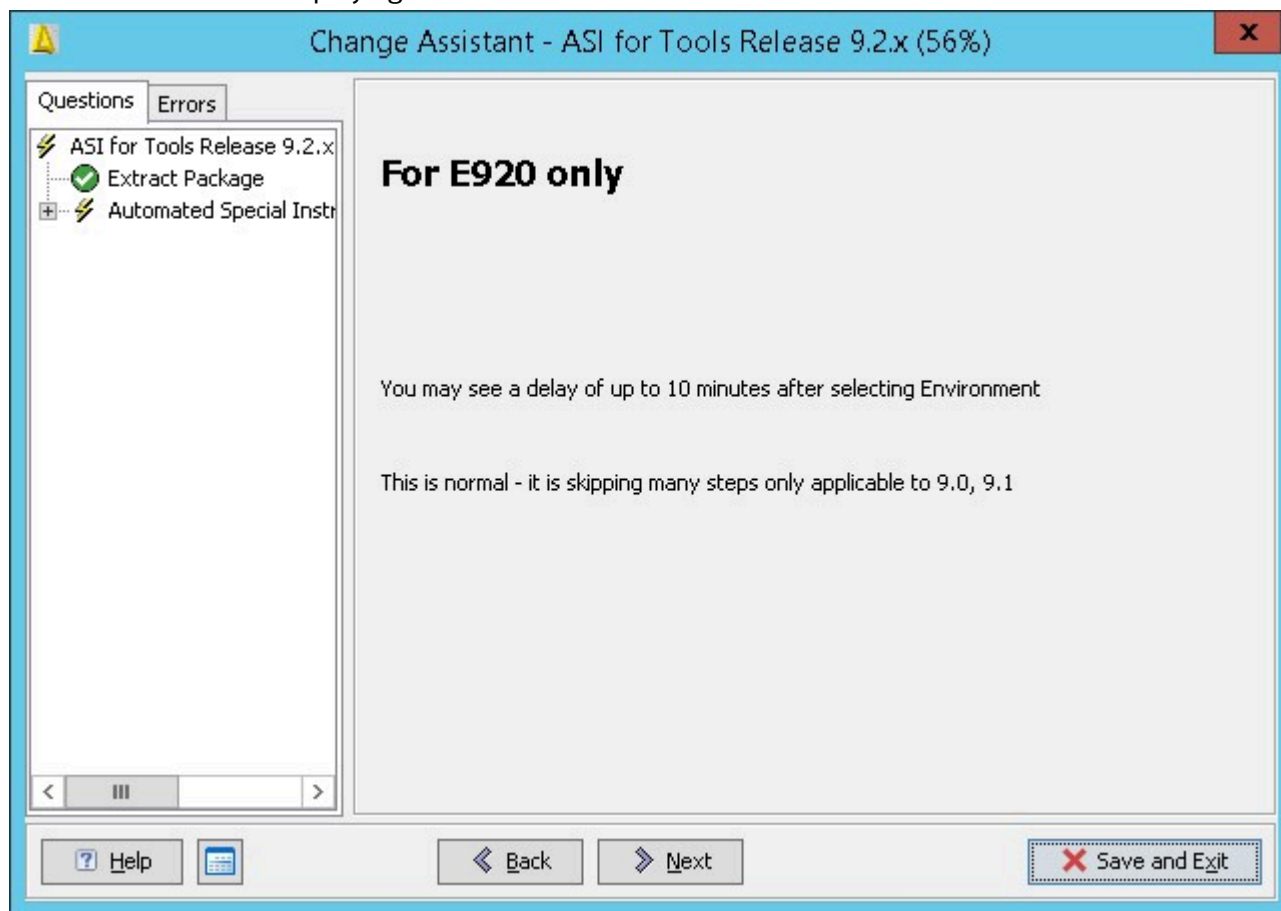 Change Assistant - ASI for Tools Release 9.2.x (56%)
x
Questions
Errors
ASI for Tools Release 9.2.x
Extract Package
Automated Special Instr
For E920 only
You may see a delay of up to 10 minutes after selecting Environment
This is normal - it is skipping many steps only applicable to 9.0, 9.1
Help
Back
Next
Save and Exit